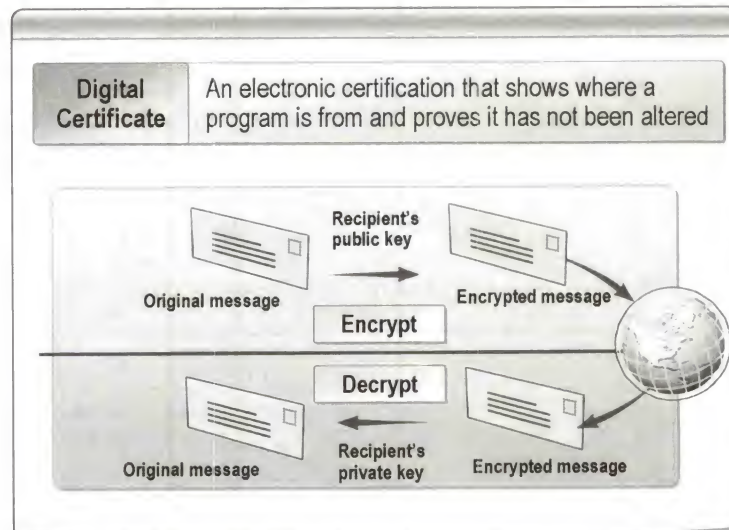 Digital
Certificate
An electronic certification that shows where a
program is from and proves it has not been altered
Recipient's
public key
Original message
Encrypted message
Encrypt
Decrypt
Original message
Recipient's
private key
Encrypted message